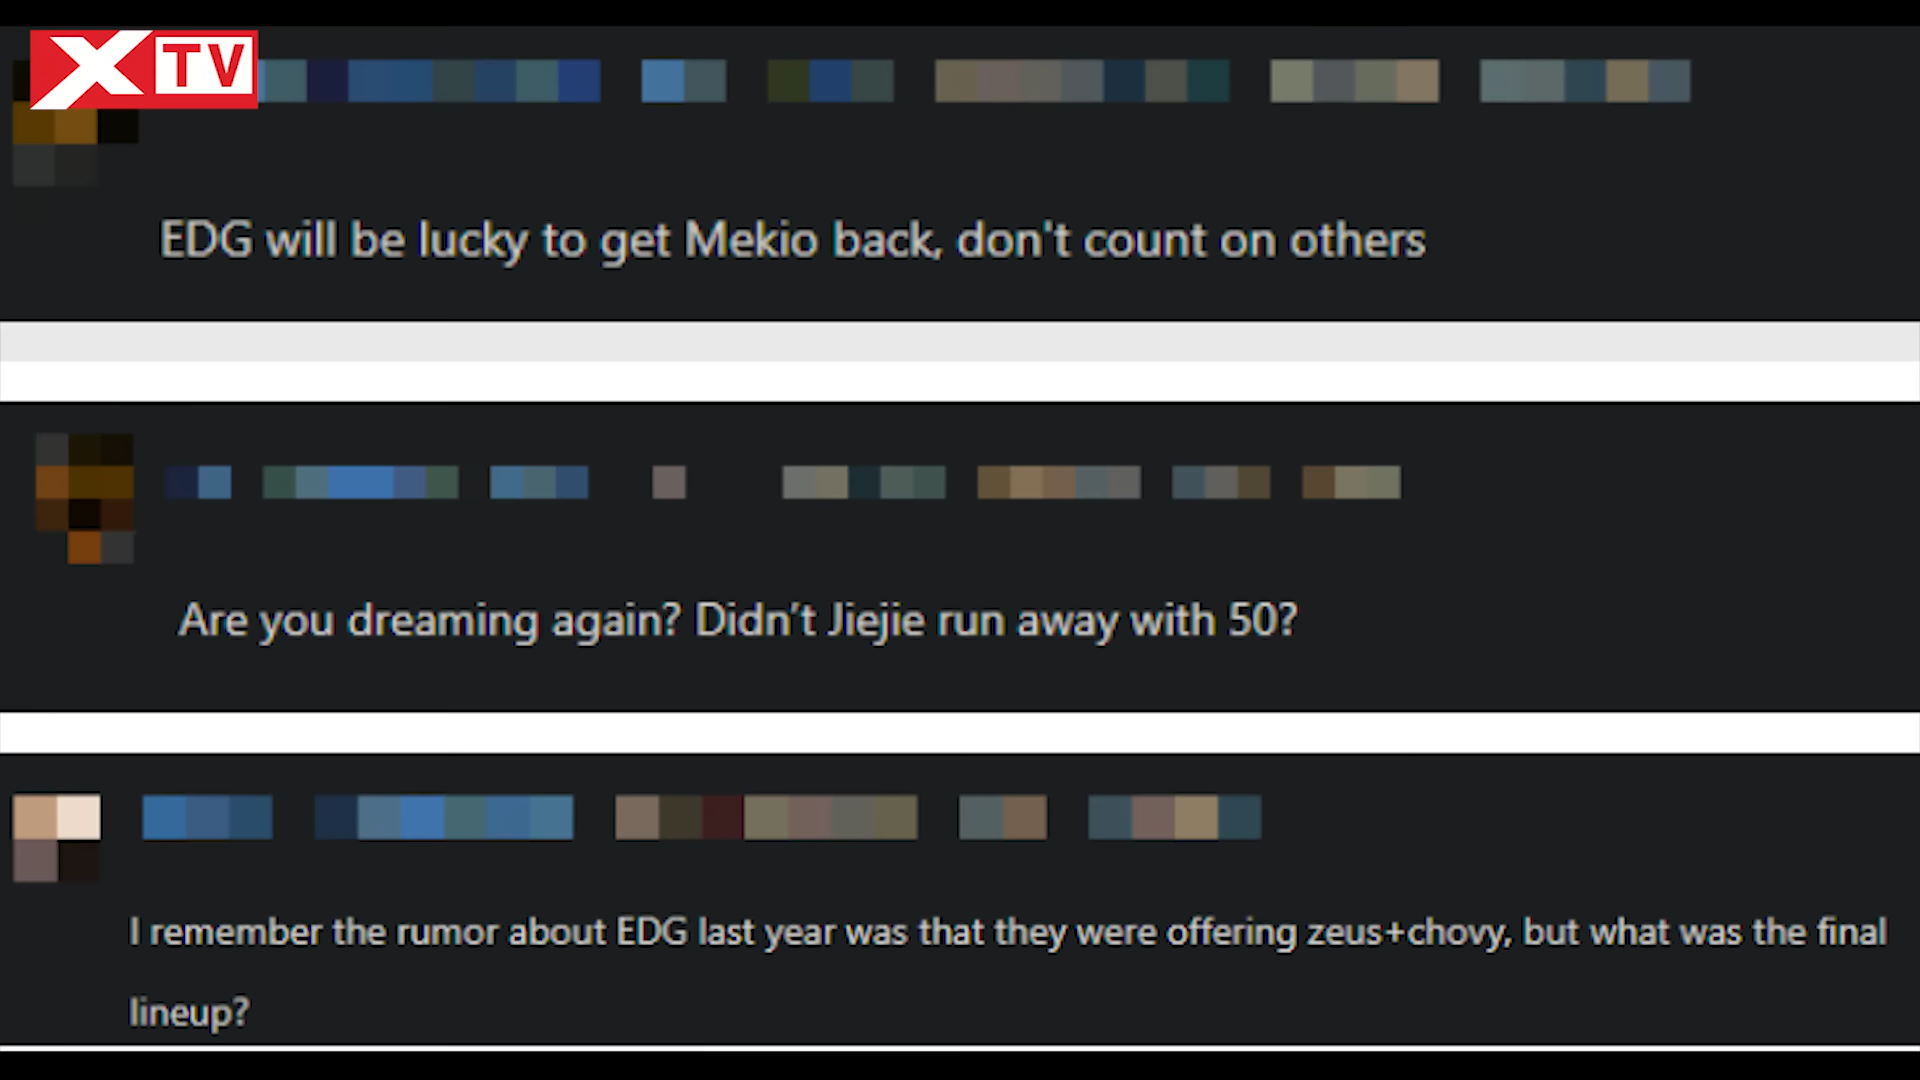 XTV
EDG will be lucky to get Mekio back, don't count on others
Are you dreaming again? Didn’t Jiejie run away with 50?
I remember the rumor about EDG last year was that they were offering zeus+chovy, but what was the final
lineup?